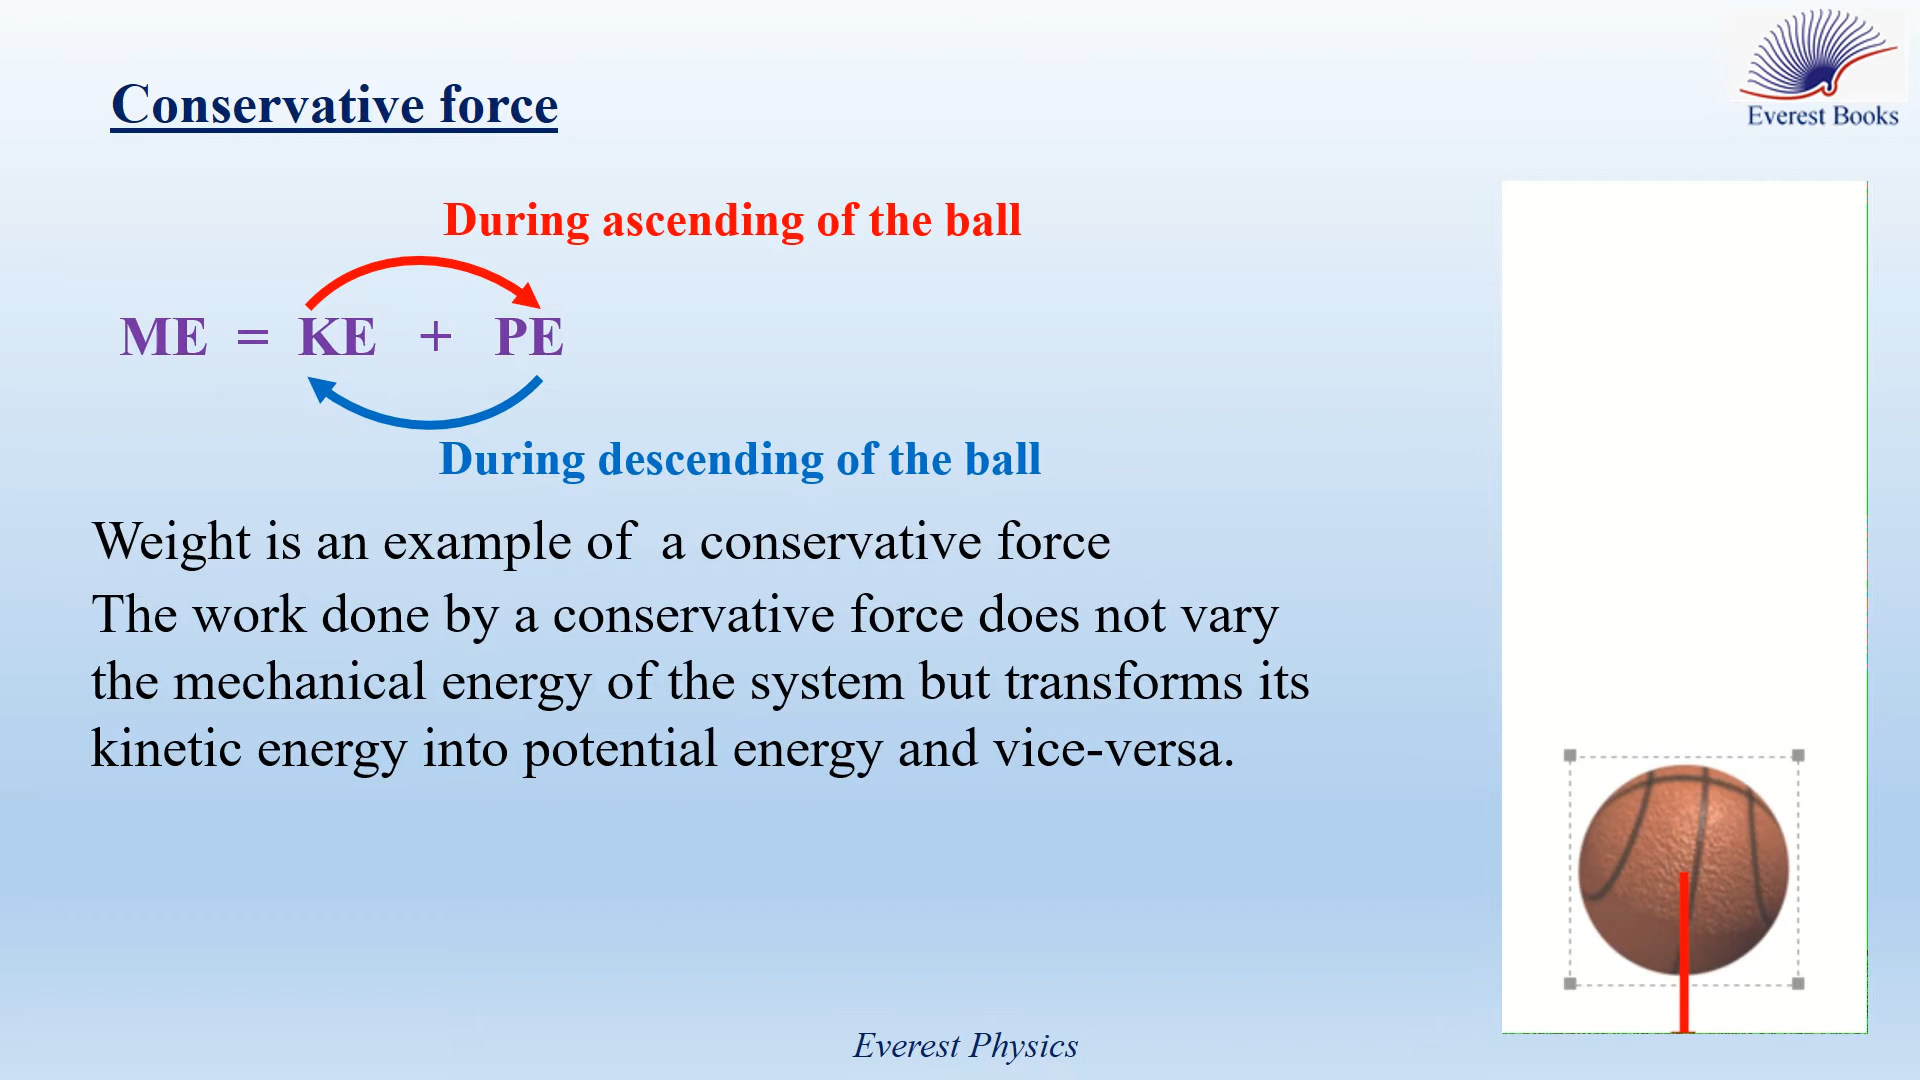 Everest Books
Conservative force
During ascending of the ball
ME = KE + PE
During descending of the ball
Weight is an example of a conservative force
The work done by a conservative force does not vary
the mechanical energy of the system but transforms its
kinetic energy into potential energy and vice-versa.
Everest Physics